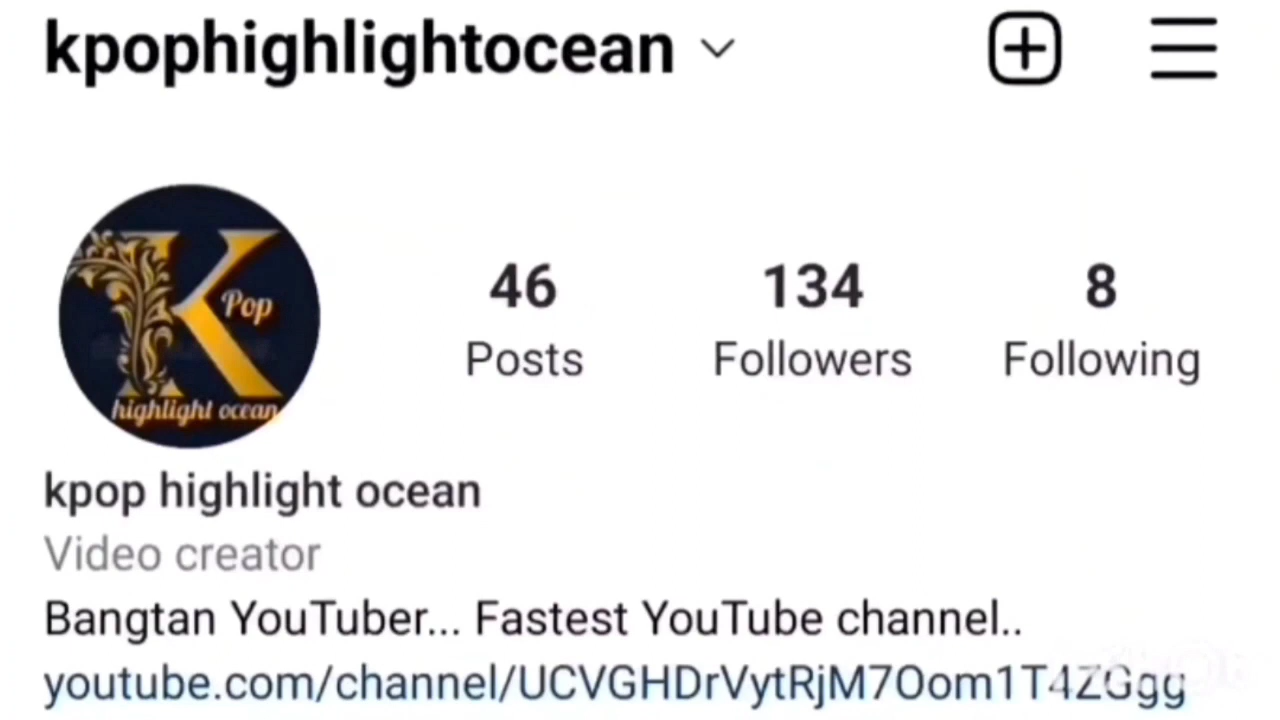 kpophighlightocean
K
Pop
highlight ocean
46 134 8
Posts Followers Following
kpop highlight ocean
Video creator
Bangtan YouTuber... Fastest YouTube channel..
youtube.com/channel/UCVGHDrVytRjM7Oom1T4ZGgg